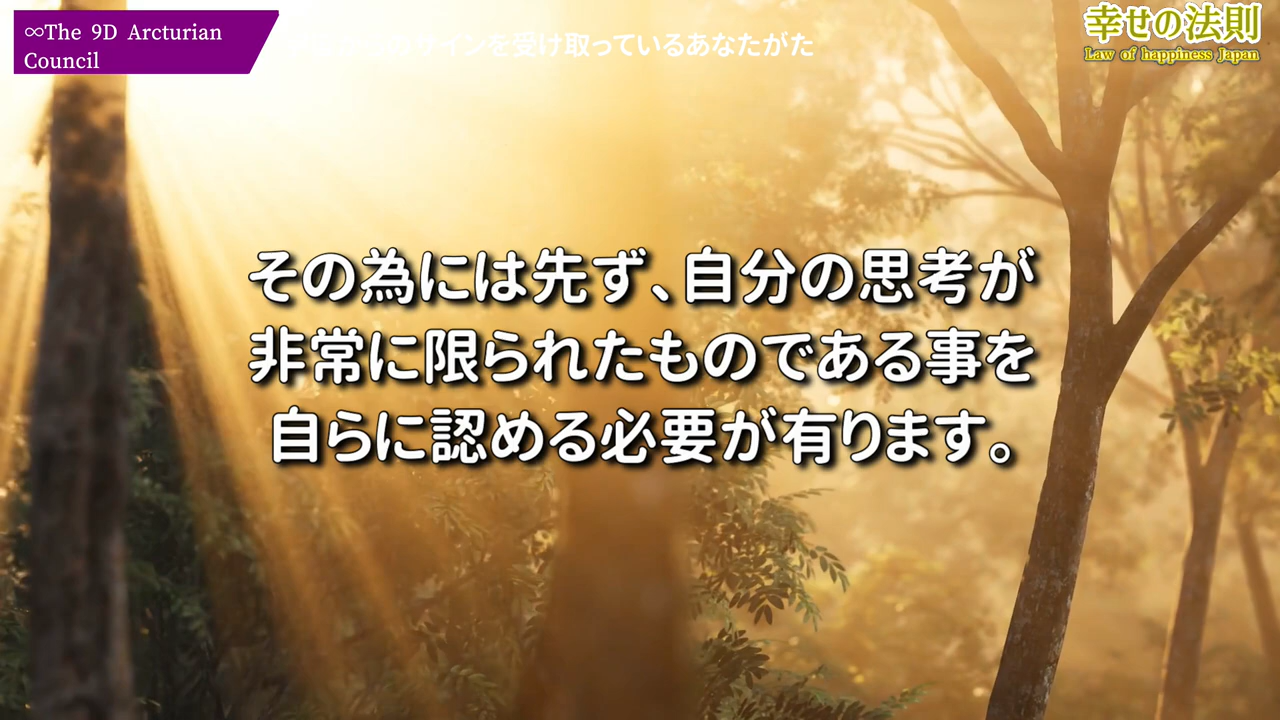 ∞The 9D Arcturian
Council
サインを受け取っているあなたがた
幸せの法則
Law of happiness Japan
その為には先ず、自分の思考が
非常に限られたものである事を
自らに認める必要が有ります。